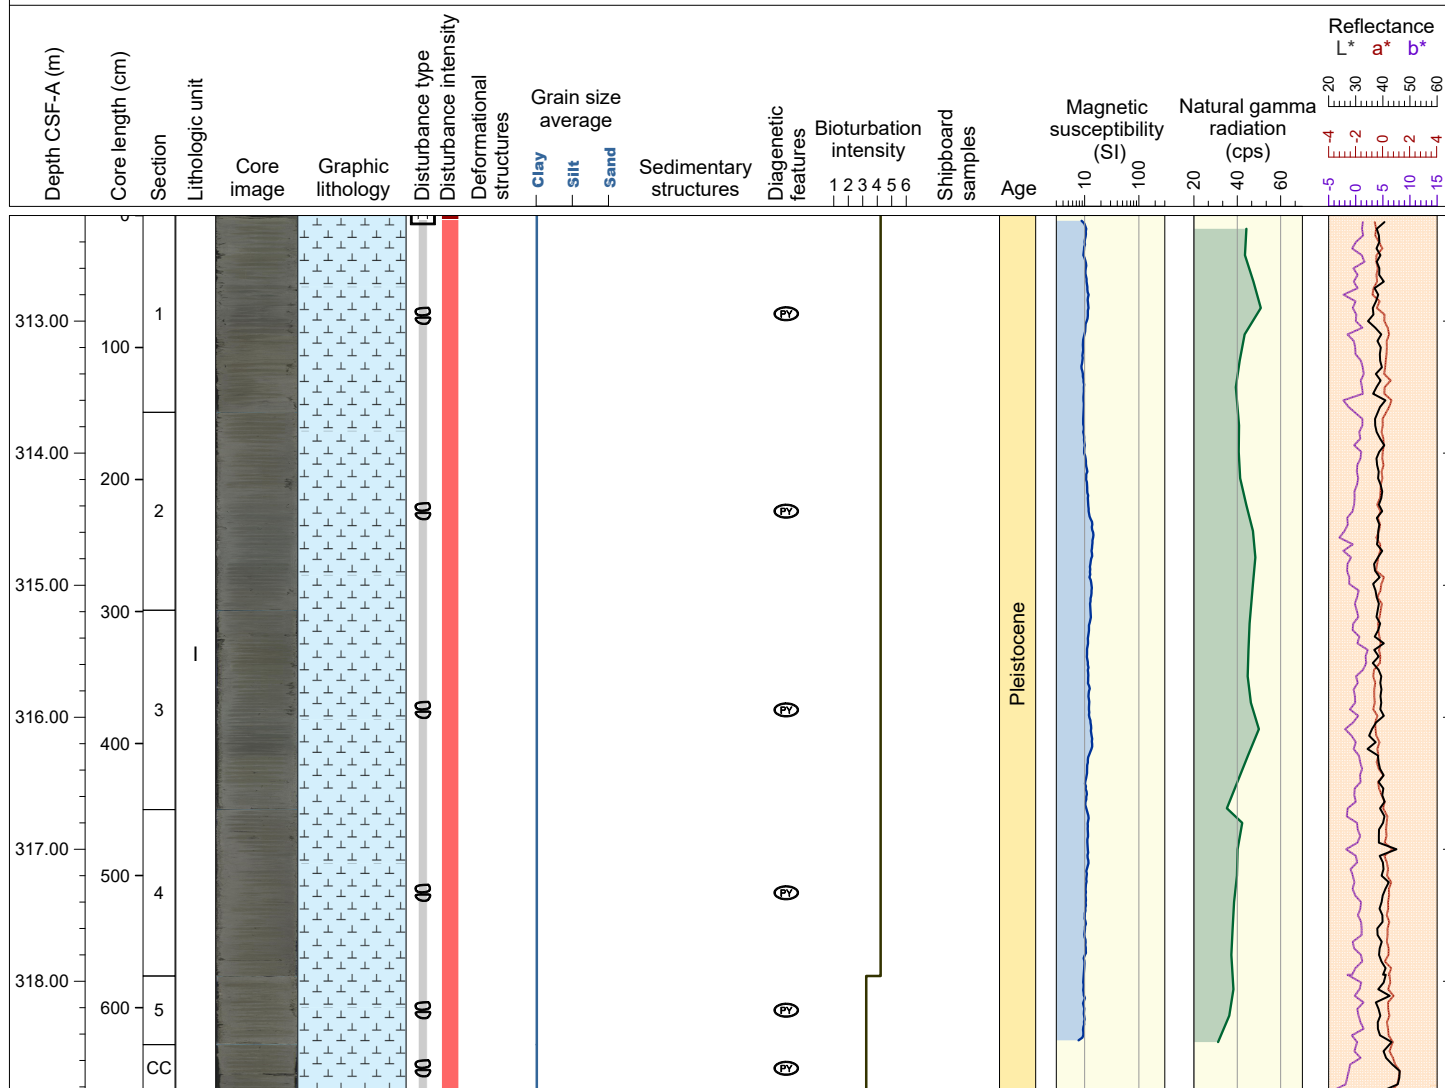 Depth CSF-A (m)
Core length (cm)
Section
Lithologic unit
Core
image
Graphic
lithology
Disturbance type
Disturbance intensity
Deformational
structures
Grain size
average
Clay
Silt
Sand
Sedimentary
structures
Diagenetic
features
Bioturbation
intensity
1 2 3 4 5 6
Shipboard
samples
Age
Magnetic
susceptibility
(SI)
10 100
Natural gamma
radiation
(cps)
20 40 60
Reflectance
L* a* b*
20 30 40 50 60
-4 -2 0 2 4
-5 0 5 10 15
0
1
PY
313.00
100
314.00
200
2
PY
315.00
300
I
Pleistocene
3
PY
316.00
400
317.00
500
4
PY
318.00
600
5
PY
CC
PY